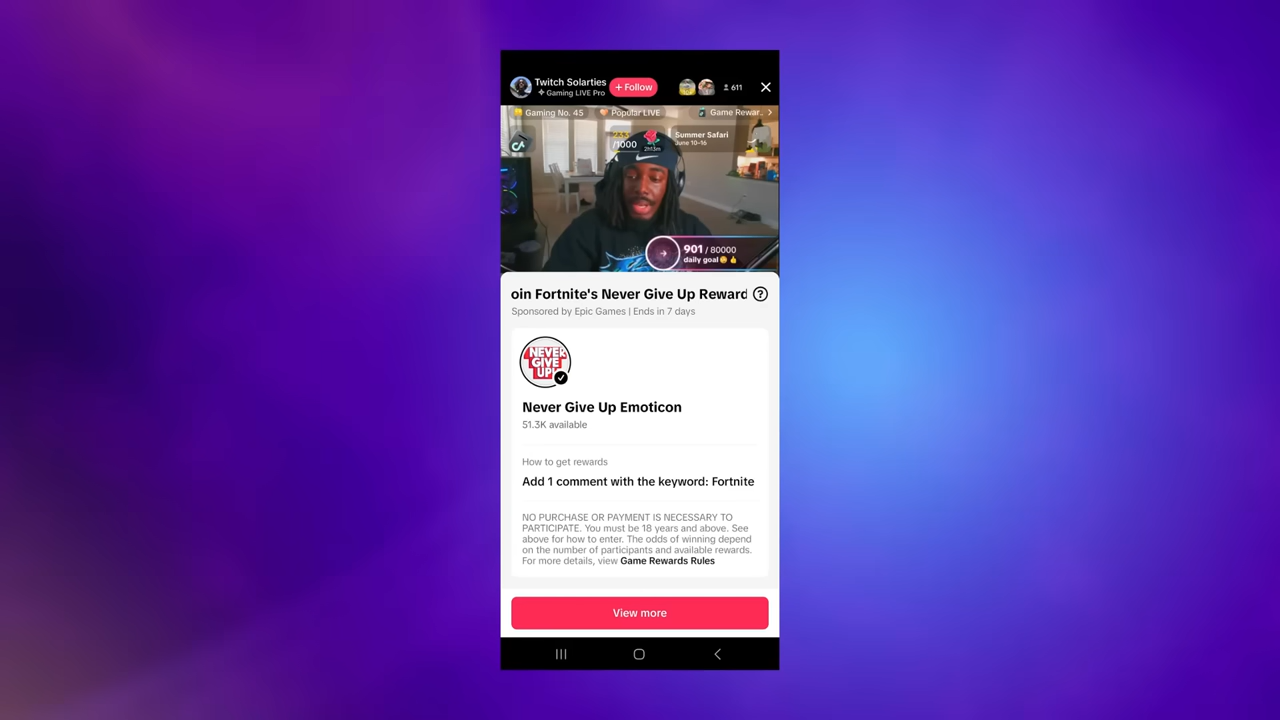 Twitch Solarties
Gaming LIVE Pro
+ Follow
611
Gaming No. 45
Popular LIVE
Game Rewar..
/1000
2h13m
Summer Safari
June 10-16
901 / 80000
daily goal
oin Fortnite's Never Give Up Reward
Sponsored by Epic Games | Ends in 7 days
NEVER
GIVE
UP!
Never Give Up Emoticon
51.3K available
How to get rewards
Add 1 comment with the keyword: Fortnite
NO PURCHASE OR PAYMENT IS NECESSARY TO
PARTICIPATE. You must be 18 years and above. See
above for how to enter. The odds of winning depend
on the number of participants and available rewards.
For more details, view Game Rewards Rules
View more